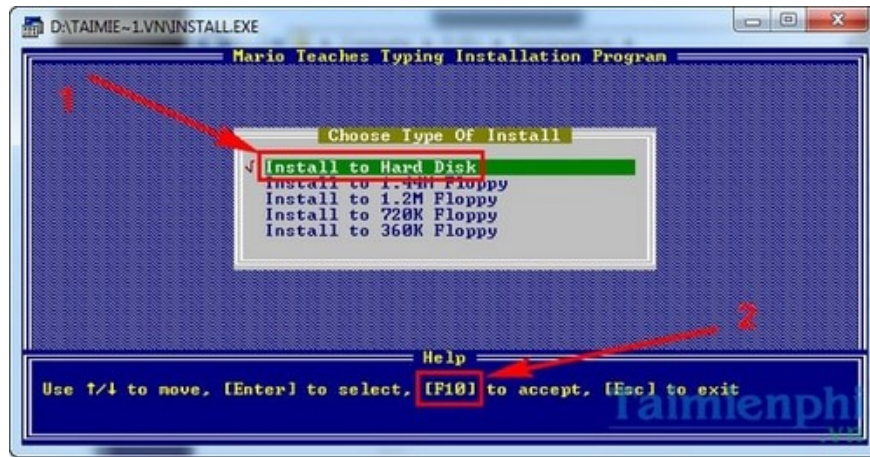 D:\TAIMIE~1.VN\INSTALL.EXE
Mario Teaches Typing Installation Program
1
Choose Type Of Install
√ Install to Hard Disk
Install to 1.44M Floppy
Install to 1.2M Floppy
Install to 720K Floppy
Install to 360K Floppy
2
Help
Use ↑/↓ to move, [Enter] to select, [F10] to accept, [Esc] to exit
Taimienphi
.vn